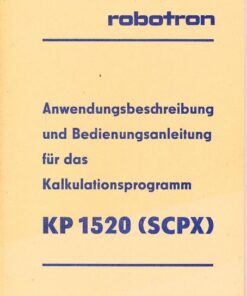 robotron
Anwendungsbeschreibung
und Bedienungsanleitung
für das
Kalkulationsprogramm
KP 1520 (SCPX)